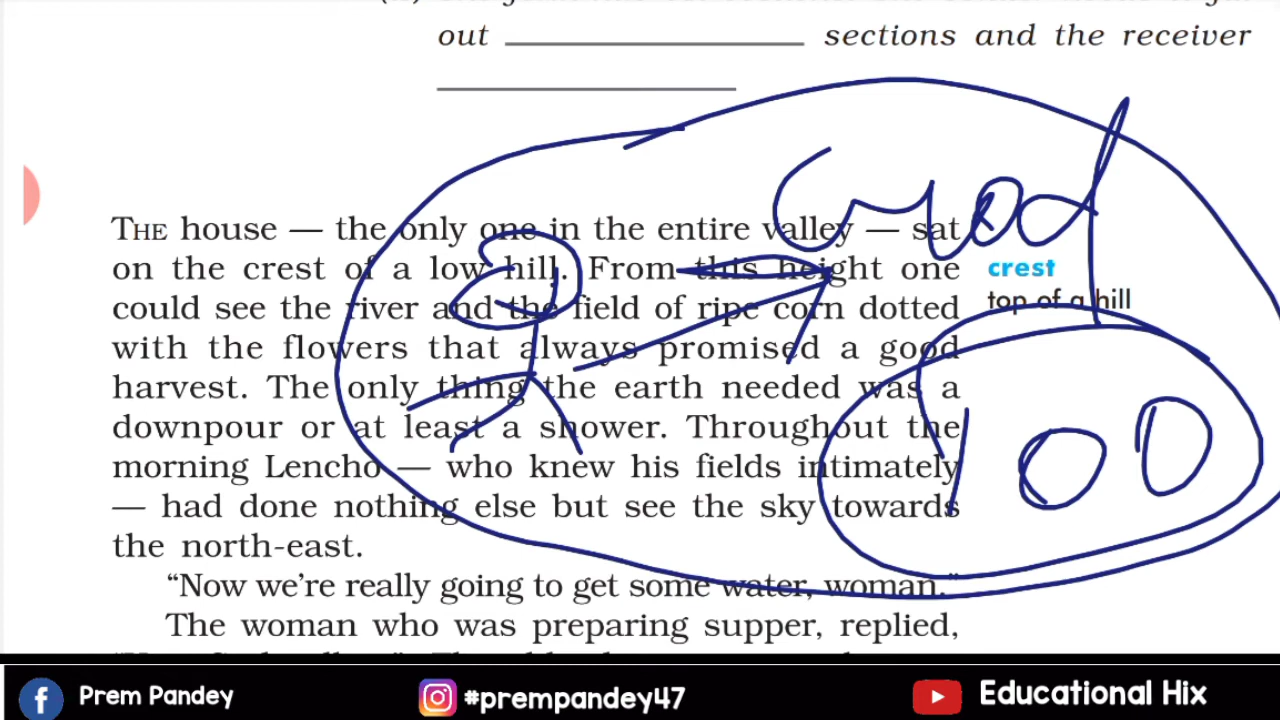 out ____________ sections and the receiver
____________
THE house — the only one in the entire valley — sat
on the crest of a low hill. From this height one
could see the river and the field of ripe corn dotted
with the flowers that always promised a good
harvest. The only thing the earth needed was a
downpour or at least a shower. Throughout the
morning Lencho — who knew his fields intimately
— had done nothing else but see the sky towards
the north-east.
“Now we’re really going to get some water, woman.”
The woman who was preparing supper, replied,
God
crest
top of a hill
100
Prem Pandey
#prempandey47
Educational Hix